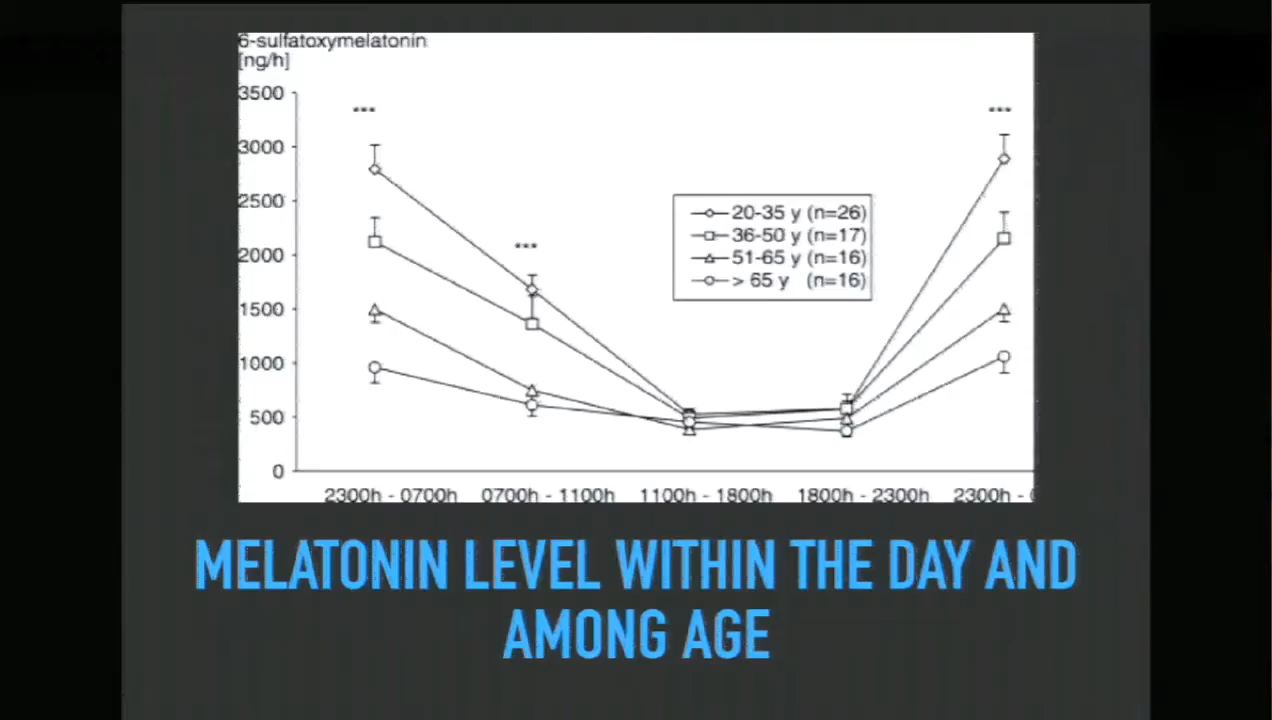 6-sulfatoxymelatonin
[ng/h]
3500
***
***
3000
2500
20-35 y (n=26)
36-50 y (n=17)
***
2000
51-65 y (n=16)
> 65 y (n=16)
1500
1000
500
0
2300h - 0700h 0700h - 1100h 1100h - 1800h 1800h - 2300h 2300h - 0
MELATONIN LEVEL WITHIN THE DAY AND
AMONG AGE